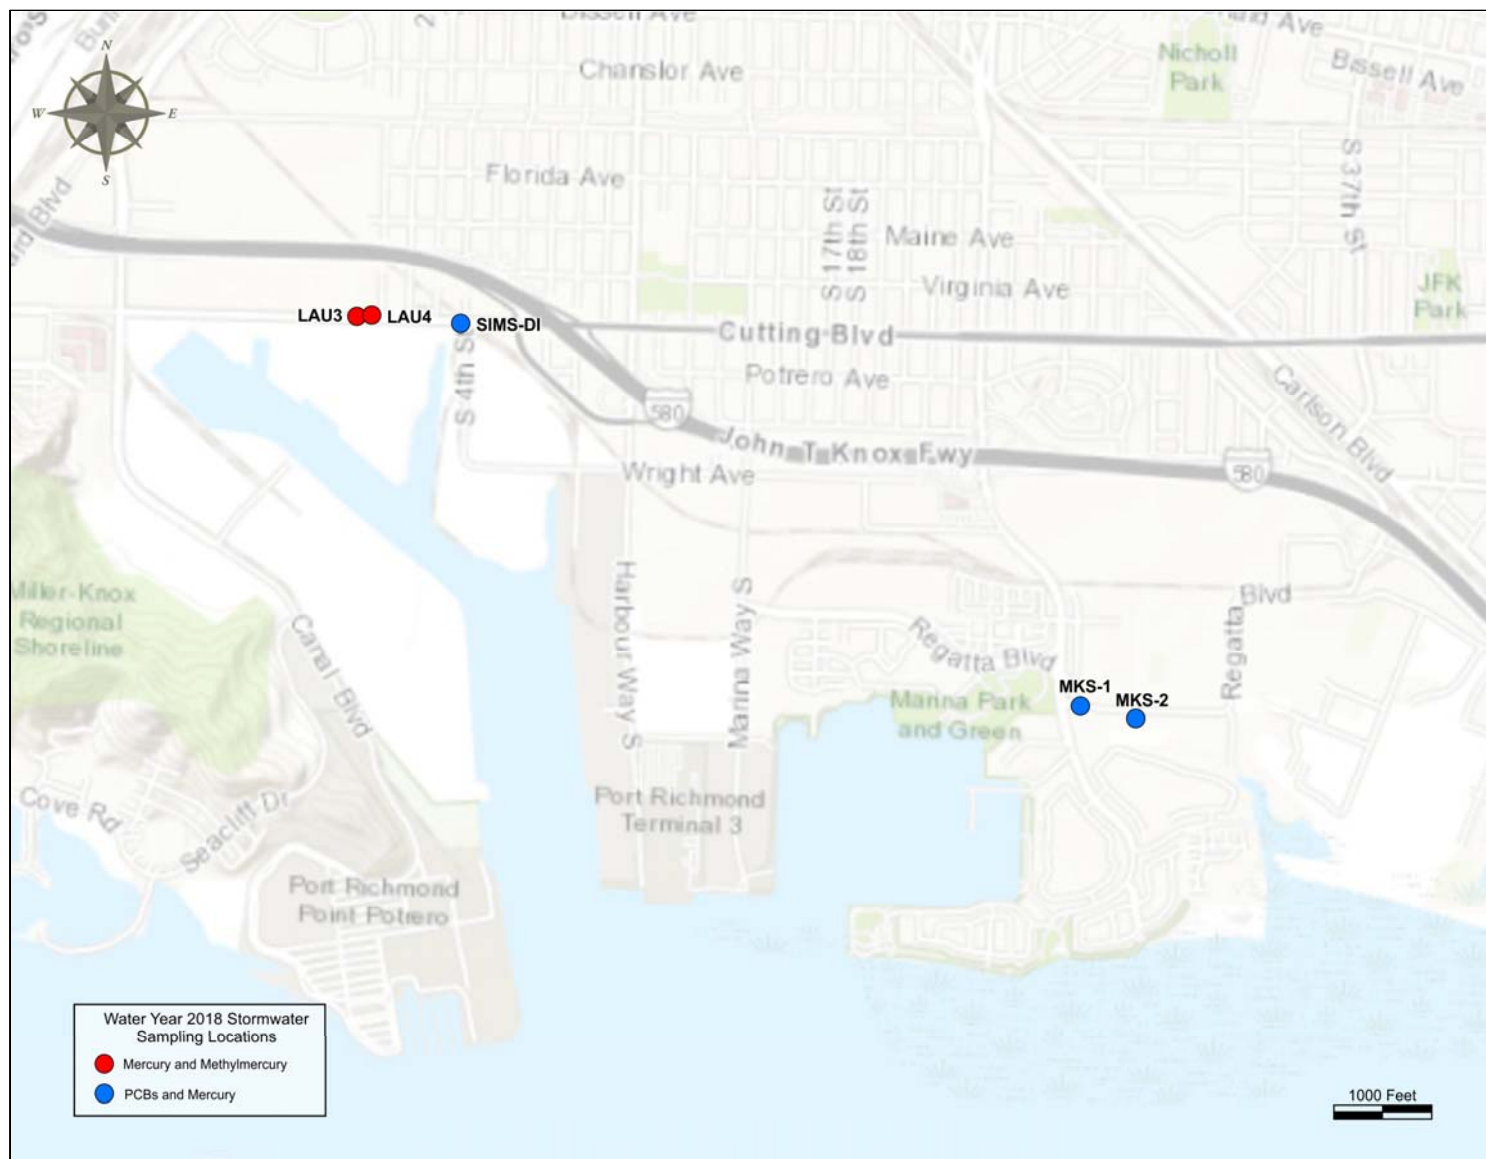 Bissell Ave
Chanslor Ave
Nicholl
Park
Bissell Ave
N
W
E
S
Florida Ave
S 37th St
S 17th St
S 18th St
Maine Ave
Virginia Ave
JFK
Park
LAU3
LAU4
SIMS-DI
Cutting Blvd
S 4th St
Potrero Ave
Carlson Blvd
580
John T Knox Fwy
580
Wright Ave
Miller-Knox
Regional
Shoreline
Canal Blvd
Harbour Way S
Marina Way S
Regatta Blvd
Regatta
Blvd
MKS-1
MKS-2
Marina Park
and Green
Cove Rd
Seacliff Dr
Port Richmond
Terminal 3
Port Richmond
Point Potrero
Water Year 2018 Stormwater
Sampling Locations
Mercury and Methylmercury
PCBs and Mercury
1000 Feet